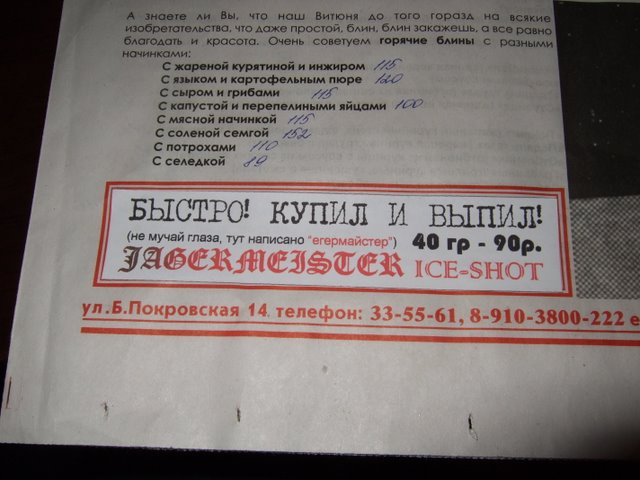 А знаете ли Вы, что наш Витюня до того горазд на всякие
изобретательства, что даже простой, блин, блин закажешь, а все равно
благодать и красота. Очень советуем горячие блины с разными
начинками:
С жареной курятиной и инжиром 115
С языком и картофельным пюре 120
С сыром и грибами 115
С капустой и перепелиными яйцами 100
С мясной начинкой 115
С соленой семгой 152
С потрохами 110
С селедкой 89
БЫСТРО! КУПИЛ И ВЫПИЛ!
(не мучай глаза, тут написано "егермайстер") 40 гр - 90р.
JAGERMEISTER ICE-SHOT
ул.Б.Покровская 14. телефон: 33-55-61, 8-910-3800-222 e